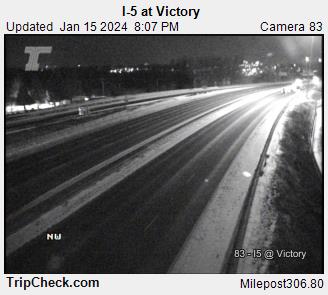 I-5 at Victory
Updated  Jan 15 2024  8:07 PM
Camera 83
T
NW
83 - I5 @ Victory
TripCheck.com
Milepost306.80